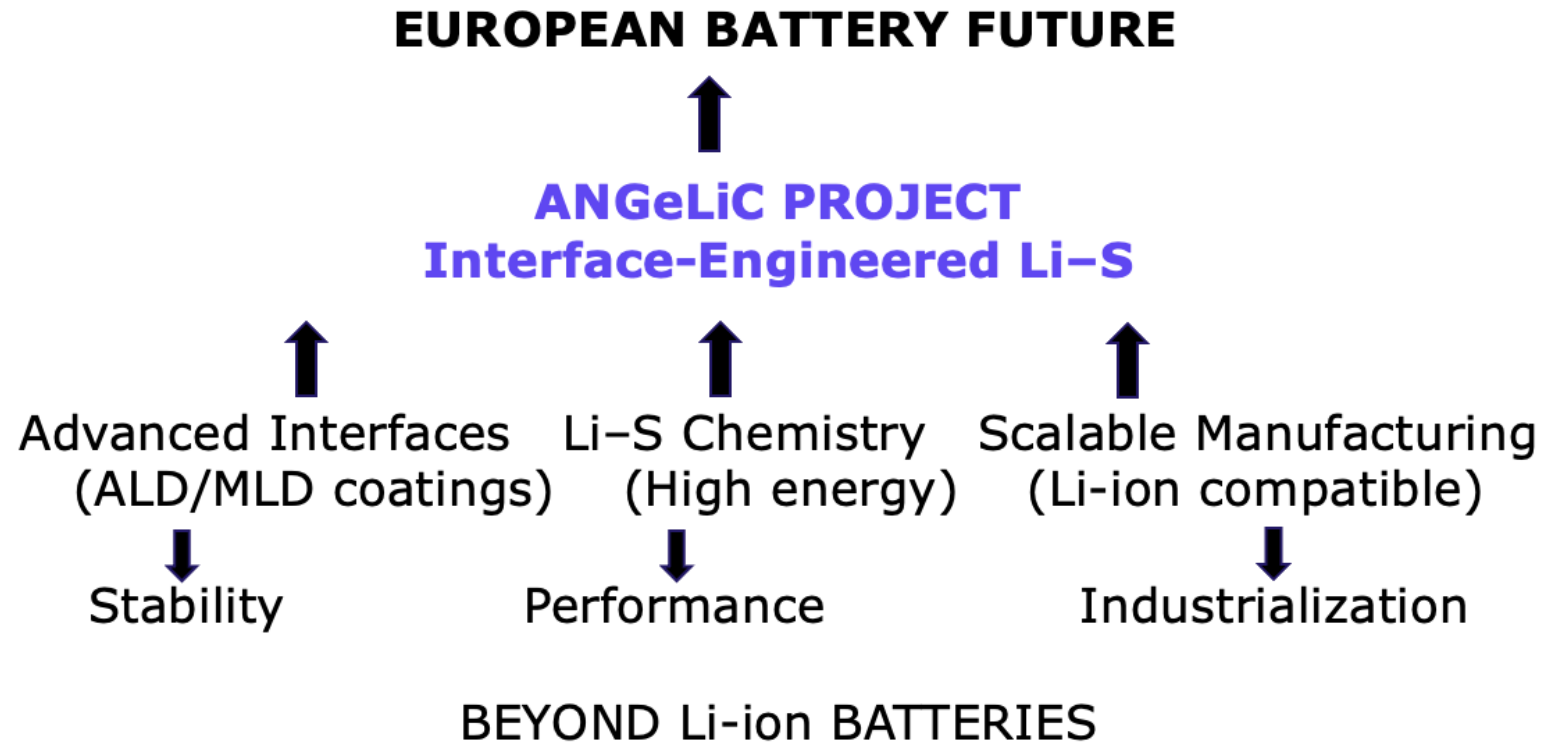 EUROPEAN BATTERY FUTURE
ANGeLiC PROJECT
Interface-Engineered Li–S
Advanced Interfaces
(ALD/MLD coatings)
Li–S Chemistry
(High energy)
Scalable Manufacturing
(Li-ion compatible)
Stability
Performance
Industrialization
BEYOND Li-ion BATTERIES